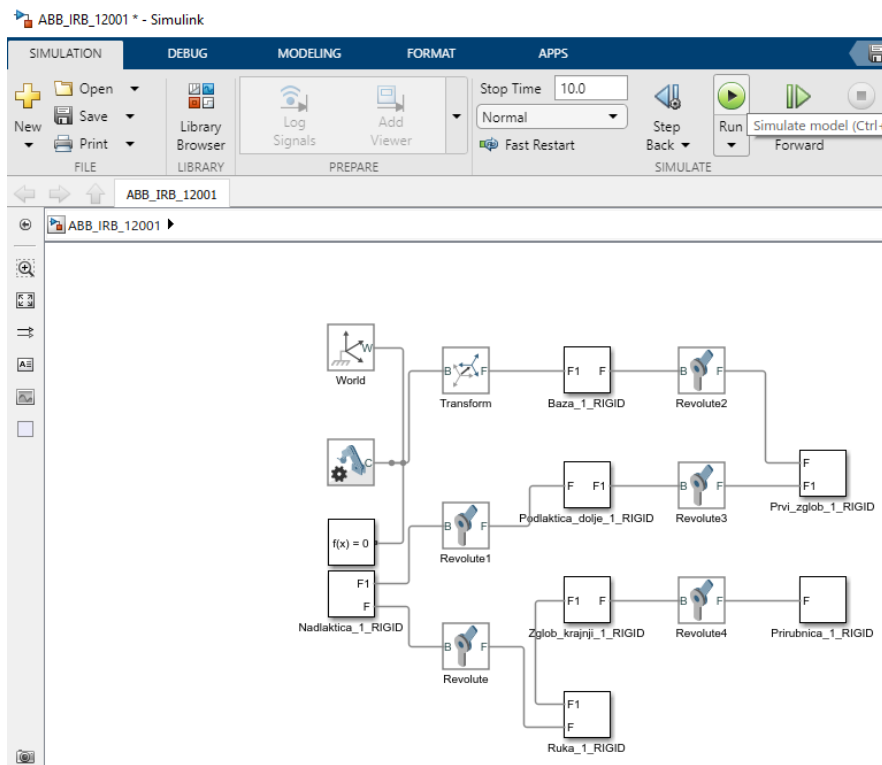 ABB_IRB_12001 * - Simulink
SIMULATION DEBUG MODELING FORMAT APPS
New
Open
Save
Print
FILE
Library
Browser
LIBRARY
Log
Signals
Add
Viewer
PREPARE
Stop Time 10.0
Normal
Fast Restart
Step
Back
Run
Simulate model (Ctrl+
Forward
SIMULATE
ABB_IRB_12001
ABB_IRB_12001
W
World
B F
Transform
F1 F
Baza_1_RIGID
B F
Revolute2
C
F
F1
Prvi_zglob_1_RIGID
F F1
Podlaktica_dolje_1_RIGID
B F
Revolute3
B F
Revolute1
f(x) = 0
F1
F
Nadlaktica_1_RIGID
F1 F
Zglob_krajnji_1_RIGID
B F
Revolute4
F
Prirubnica_1_RIGID
B F
Revolute
F1
F
Ruka_1_RIGID